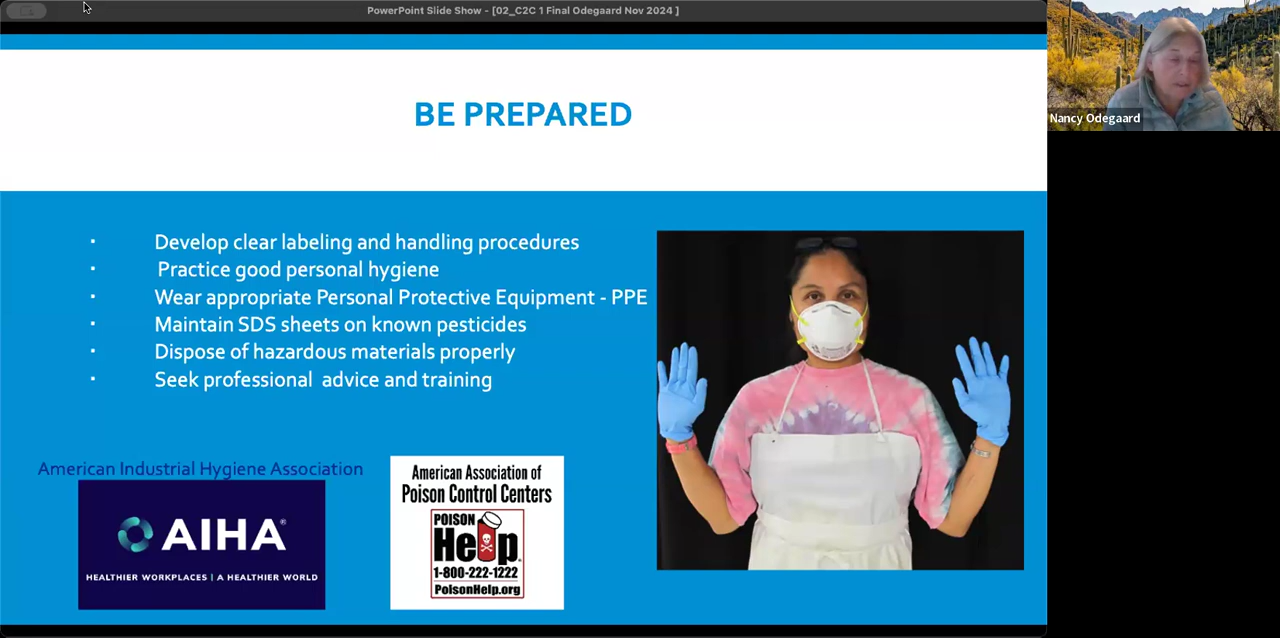 PowerPoint Slide Show - [02_C2C 1 Final Odegaard Nov 2024 ]
Nancy Odegaard
BE PREPARED
▪ Develop clear labeling and handling procedures
▪ Practice good personal hygiene
▪ Wear appropriate Personal Protective Equipment - PPE
▪ Maintain SDS sheets on known pesticides
▪ Dispose of hazardous materials properly
▪ Seek professional  advice and training
American Industrial Hygiene Association
AIHA®
HEALTHIER WORKPLACES | A HEALTHIER WORLD
American Association of
Poison Control Centers
POISON
Help®
1-800-222-1222
PoisonHelp.org